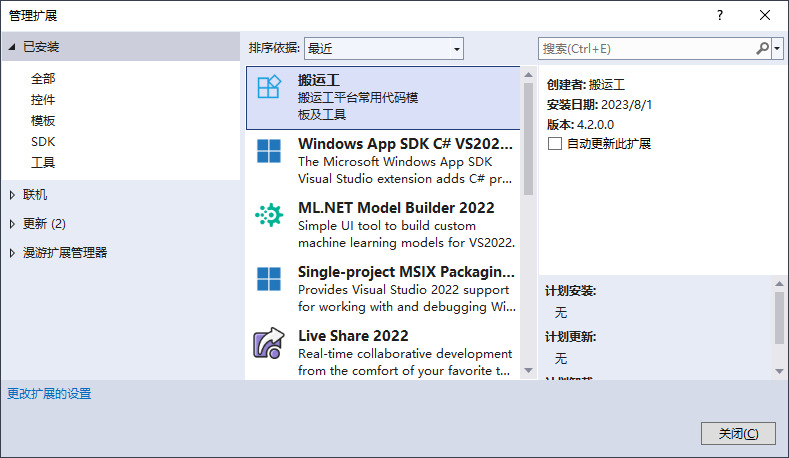 管理扩展
已安装
全部
控件
模板
SDK
工具
联机
更新 (2)
漫游扩展管理器
更改扩展的设置
排序依据: 最近
搬运工
搬运工平台常用代码模
板及工具
Windows App SDK C# VS202...
The Microsoft Windows App SDK
Visual Studio extension adds C# pr...
ML.NET Model Builder 2022
Simple UI tool to build custom
machine learning models for VS2022.
Single-project MSIX Packagin...
Provides Visual Studio 2022 support
for working with and debugging Wi...
Live Share 2022
Real-time collaborative development
from the comfort of your favorite t...
搜索(Ctrl+E)
创建者: 搬运工
安装日期: 2023/8/1
版本: 4.2.0.0
自动更新此扩展
计划安装:
无
计划更新:
无
关闭(C)